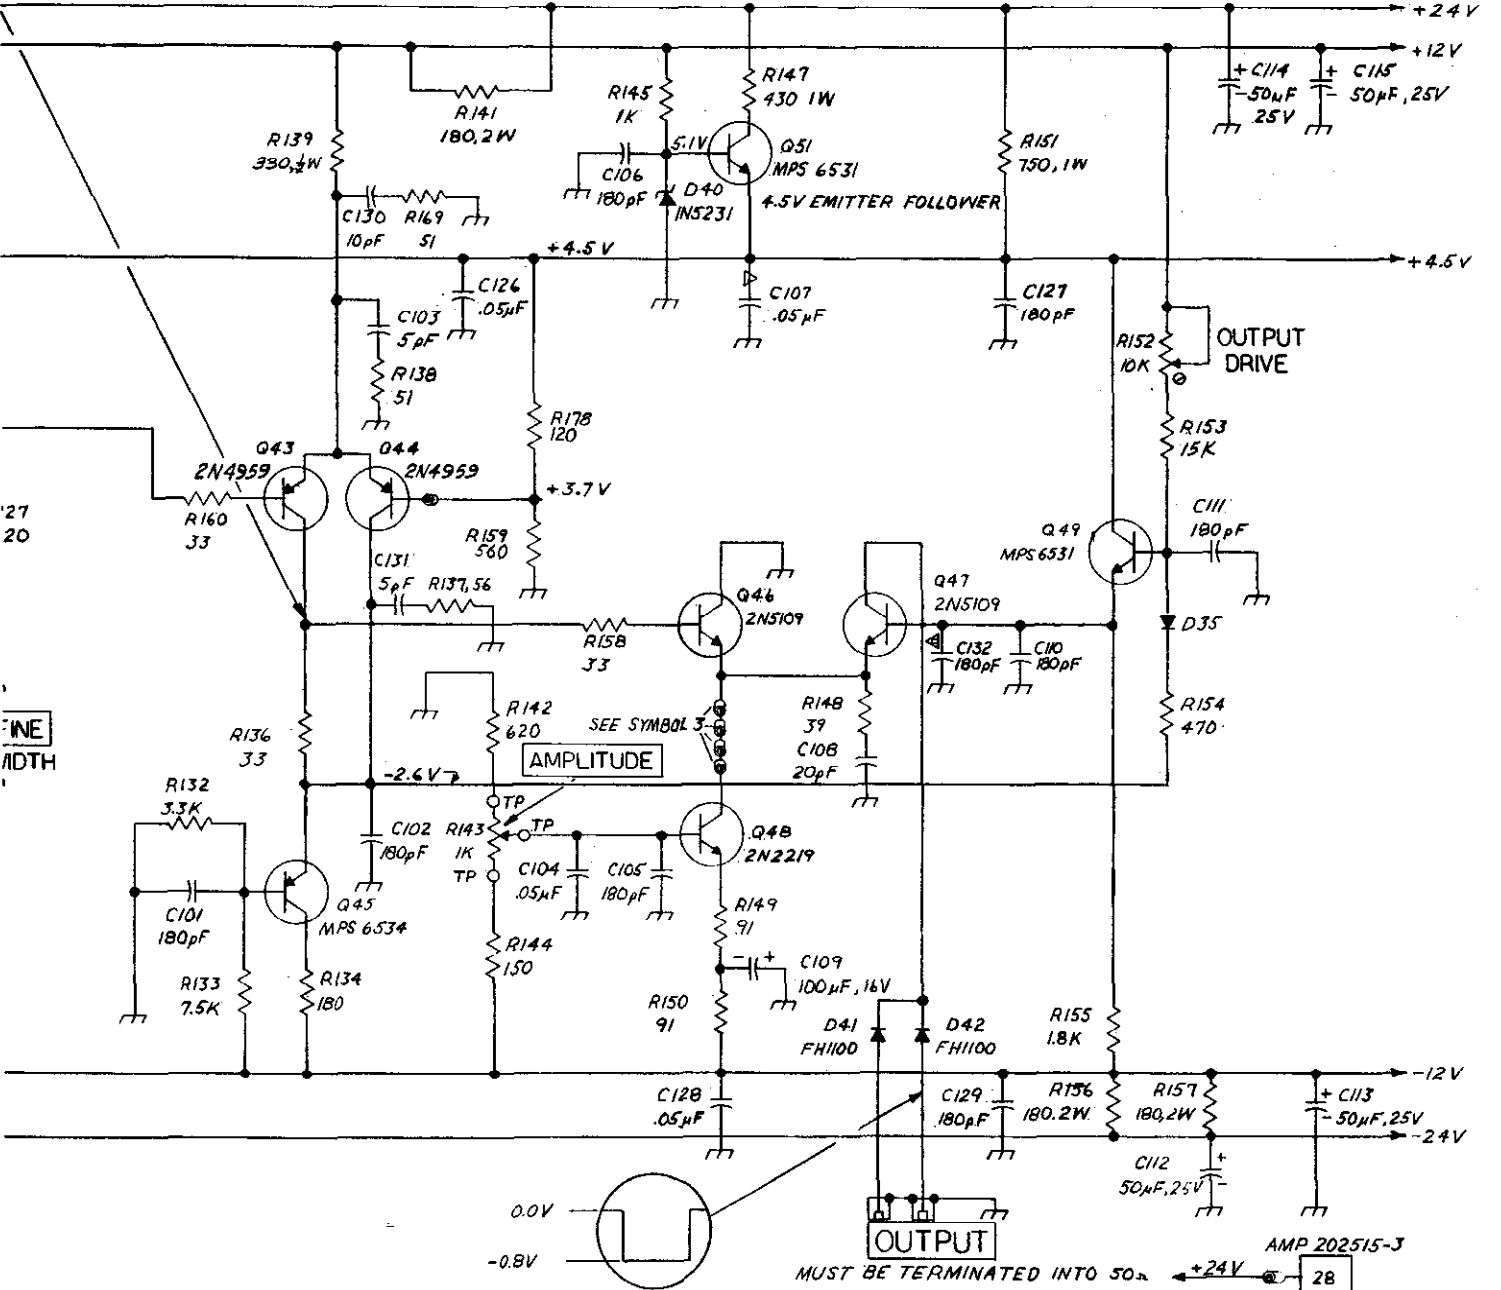 +24V
+12V
R139
330,½W
R141
180,2W
R145
1K
R147
430 1W
Q51
MPS 6531
5.1V
C106
180pF
D40
1N5231
4.5V EMITTER FOLLOWER
R151
750,1W
+ C114
- 50µF
25V
+ C115
- 50µF,25V
C130
10pF
R169
51
+4.5V
+4.5V
C126
.05µF
C103
5pF
R138
51
C107
.05µF
C127
180pF
R152
10K
OUTPUT
DRIVE
R178
120
R153
15K
Q43
2N4959
Q44
2N4959
+3.7V
R160
33
'27
20
R159
560
C131
5pF
R137,56
Q49
MPS6531
C111
180pF
Q46
2N5109
Q47
2N5109
R158
33
C132
180pF
C110
180pF
D35
R154
470
FINE
WIDTH
R136
33
R142
620
SEE SYMBOL 3
R148
39
C108
20pF
AMPLITUDE
-2.6V
R132
3.3K
C102
180pF
R143
1K
TP
TP
TP
C104
.05µF
C105
180pF
Q48
2N2219
C101
180pF
Q45
MPS 6534
R133
7.5K
R134
180
R144
150
R149
91
- +
C109
100µF,16V
R150
91
D41
FH1100
D42
FH1100
R155
1.8K
-12V
C128
.05µF
C129
180pF
R156
180.2W
R157
180,2W
+ C113
- 50µF,25V
-24V
C112
50µF,25V
+
-
0.0V
-0.8V
OUTPUT
MUST BE TERMINATED INTO 50Ω
+24V
AMP 202515-3
28